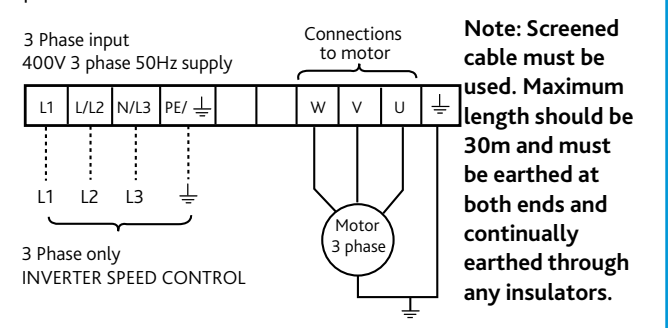 3 Phase input
400V 3 phase 50Hz supply
Connections
to motor
L1 L/L2 N/L3 PE/ W V U
L1 L2 L3
Motor
3 phase
3 Phase only
INVERTER SPEED CONTROL
Note: Screened
cable must be
used. Maximum
length should be
30m and must
be earthed at
both ends and
continually
earthed through
any insulators.